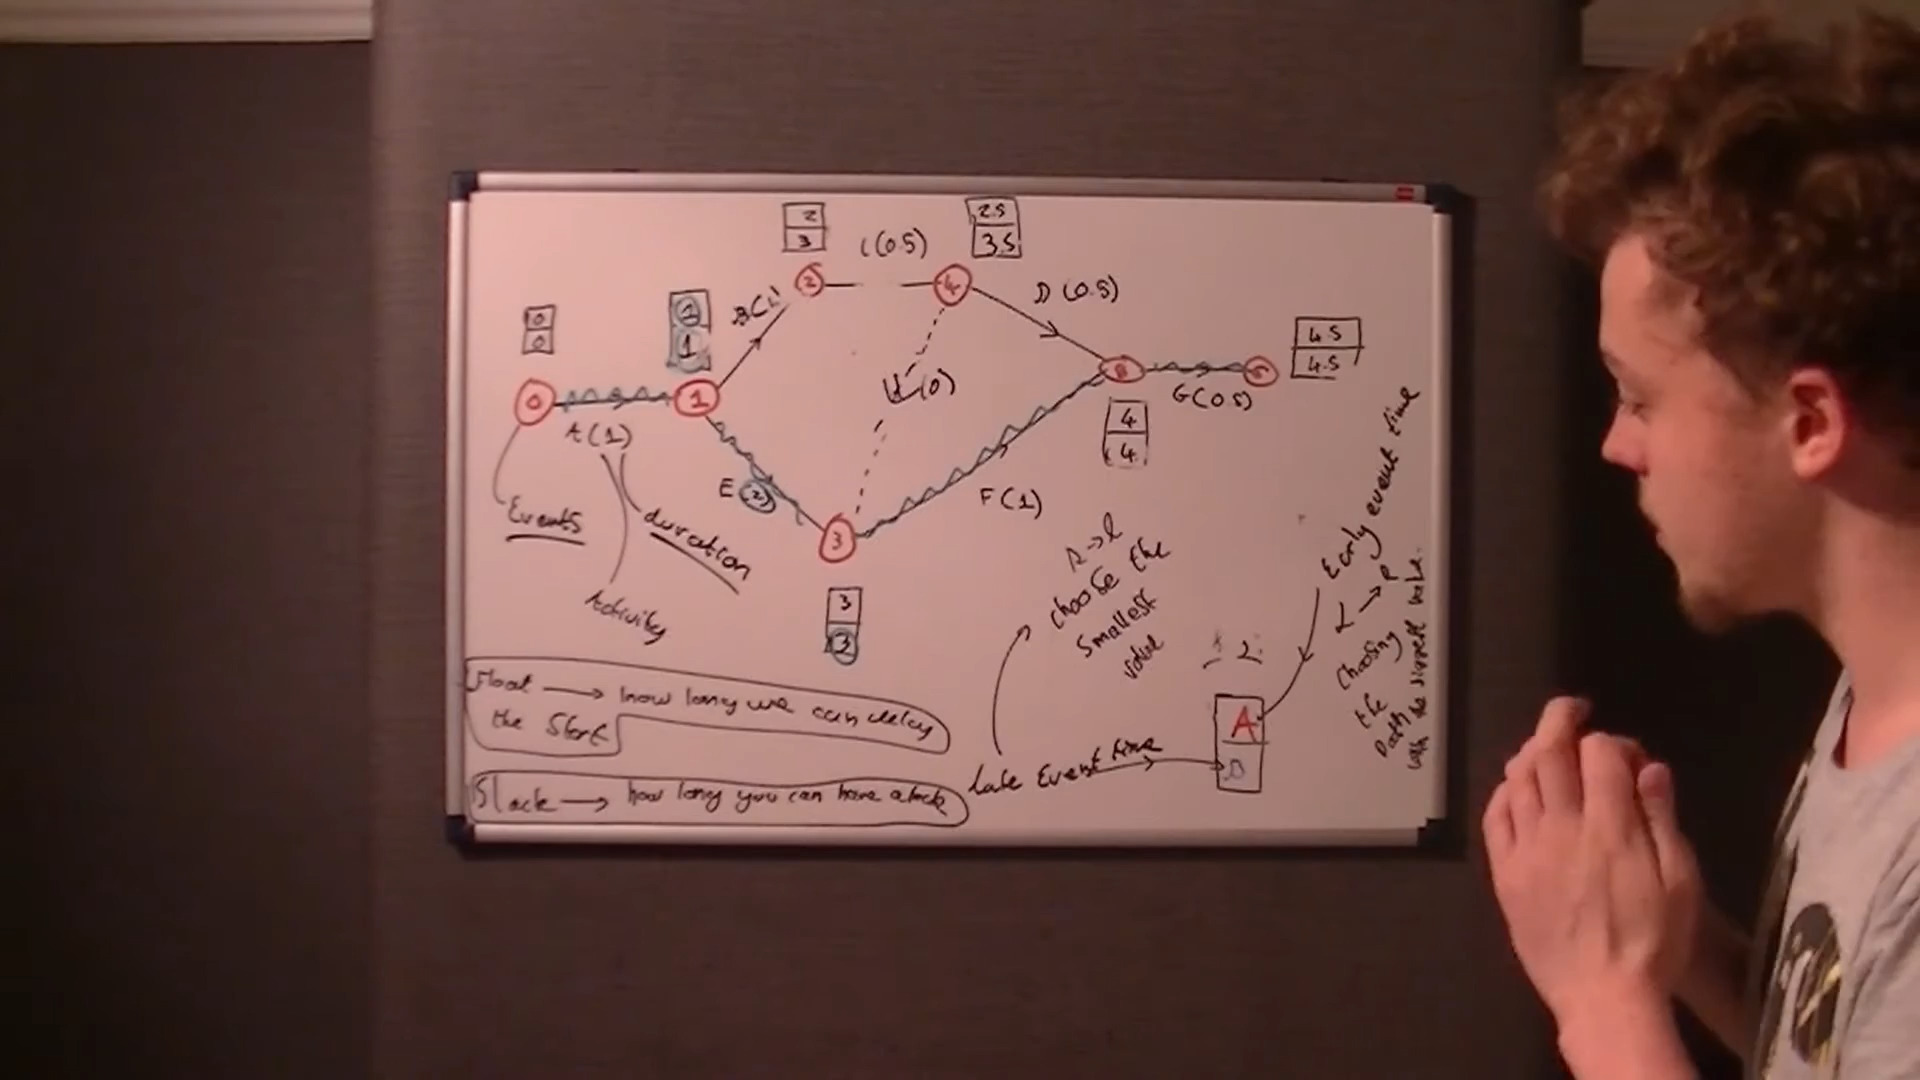 2
3
C(0.5)
2.5
3.5
2
4
D (0.5)
0
0
1
1
B(1
4.5
4.5
0
1
A(1)
H(0)
G(0.5)
4
4
E(2)
F(1)
3
3
3
Events
duration
Activity
R→L
choose the
smallest
value
Early event time
L → R
Choosing
the
path
Float → how long we can delay
the start
Slack → how long you can have a
Late Event time
A
B